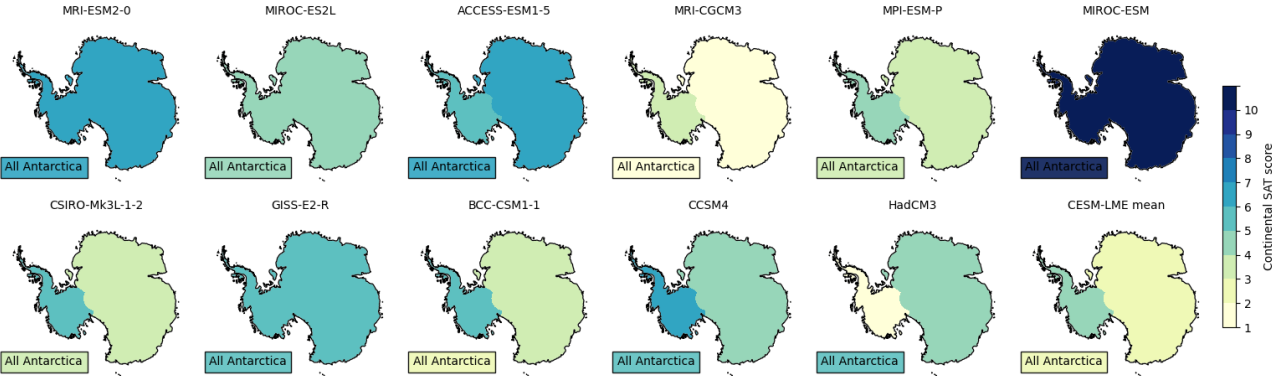 MRI-ESM2-0
MIROC-ES2L
ACCESS-ESM1-5
MRI-CGCM3
MPI-ESM-P
MIROC-ESM
All Antarctica
All Antarctica
All Antarctica
All Antarctica
All Antarctica
All Antarctica
CSIRO-Mk3L-1-2
GISS-E2-R
BCC-CSM1-1
CCSM4
HadCM3
CESM-LME mean
All Antarctica
All Antarctica
All Antarctica
All Antarctica
All Antarctica
All Antarctica
10
9
8
7
6
5
4
3
2
1
Continental SAT score